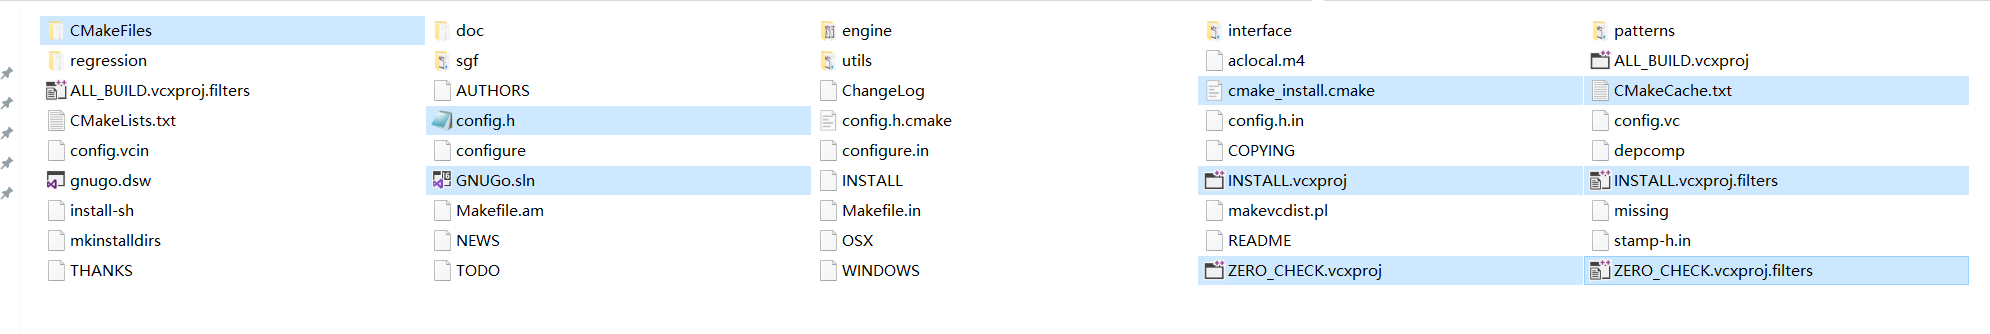 CMakeFiles doc engine interface patterns
regression sgf utils aclocal.m4 ALL_BUILD.vcxproj
ALL_BUILD.vcxproj.filters AUTHORS ChangeLog cmake_install.cmake CMakeCache.txt
CMakeLists.txt config.h config.h.cmake config.h.in config.vc
config.vcin configure configure.in COPYING depcomp
gnugo.dsw GNUGo.sln INSTALL INSTALL.vcxproj INSTALL.vcxproj.filters
install-sh Makefile.am Makefile.in makevcdist.pl missing
mkinstalldirs NEWS OSX README stamp-h.in
THANKS TODO WINDOWS ZERO_CHECK.vcxproj ZERO_CHECK.vcxproj.filters